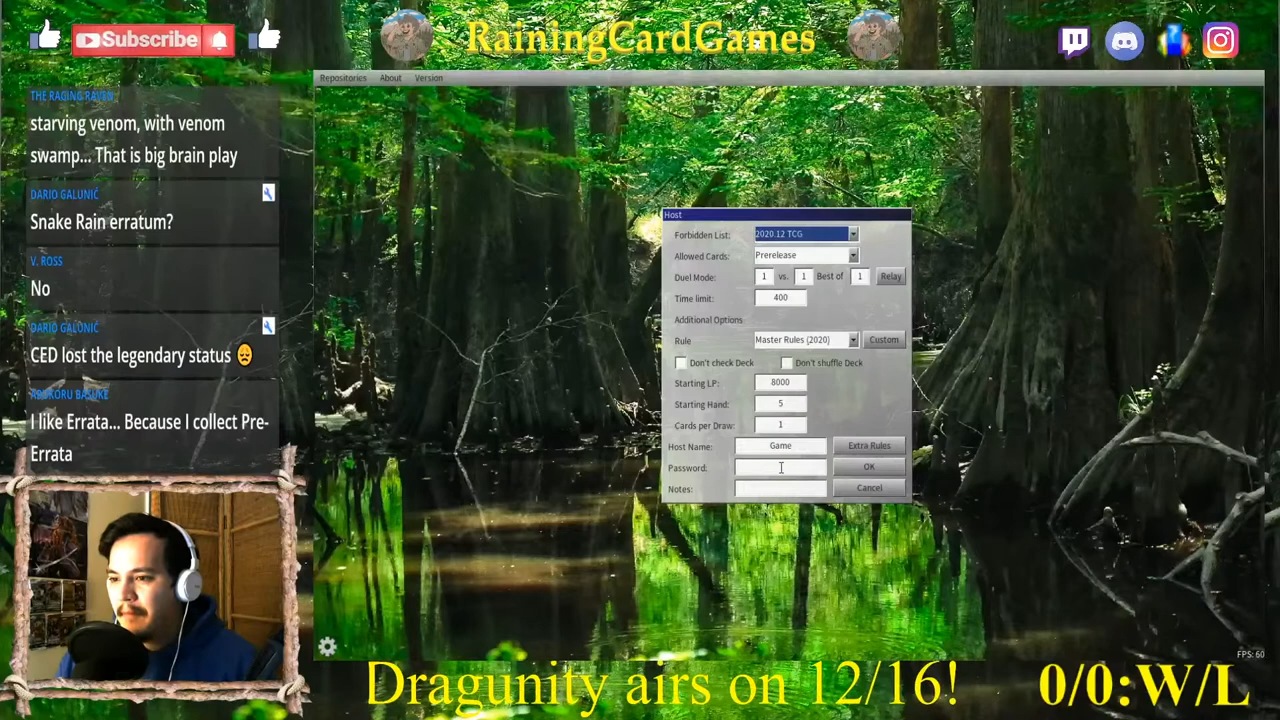 Subscribe
RainingCardGames
Repositories About Version
THE RAGING RAVEN
starving venom, with venom
swamp... That is big brain play
DARIO GALUNIĆ
Snake Rain erratum?
V. ROSS
No
DARIO GALUNIĆ
CED lost the legendary status 😔
I like Errata... Because I collect Pre-
Errata
Host
Forbidden List: 2020.12 TCG
Allowed Cards: Prerelease
Duel Mode: 1 vs. 1 Best of 1 Relay
Time limit: 400
Additional Options
Rule Master Rules (2020) Custom
Don't check Deck Don't shuffle Deck
Starting LP: 8000
Starting Hand: 5
Cards per Draw: 1
Host Name: Game Extra Rules
Password: OK
Notes: Cancel
FPS: 60
Dragunity airs on 12/16! 0/0:W/L